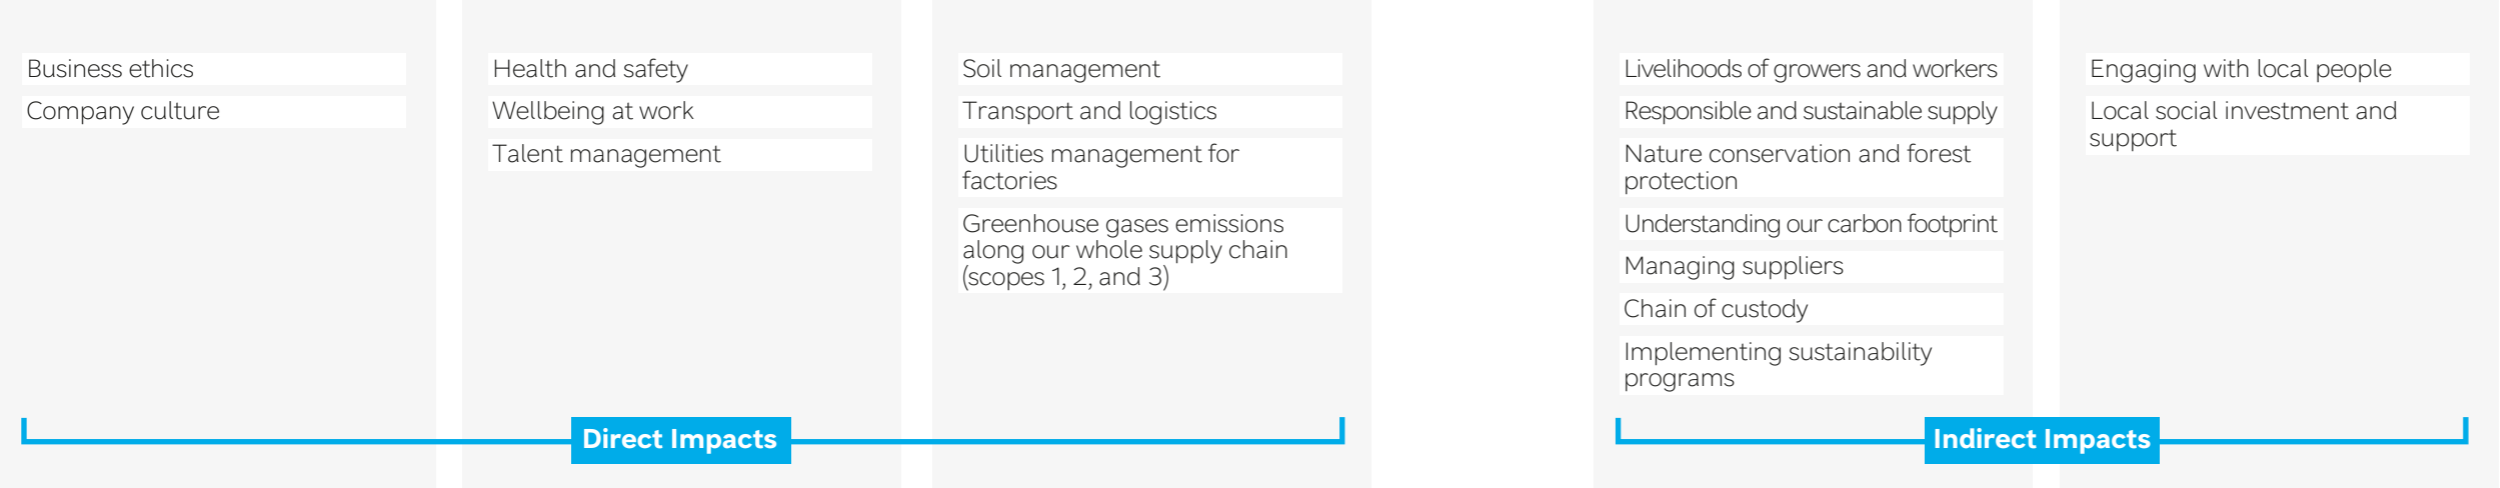 Business ethics
Company culture
Health and safety
Wellbeing at work
Talent management
Soil management
Transport and logistics
Utilities management for
factories
Greenhouse gases emissions
along our whole supply chain
(scopes 1, 2, and 3)
Direct Impacts
Livelihoods of growers and workers
Responsible and sustainable supply
Nature conservation and forest
protection
Understanding our carbon footprint
Managing suppliers
Chain of custody
Implementing sustainability
programs
Engaging with local people
Local social investment and
support
Indirect Impacts